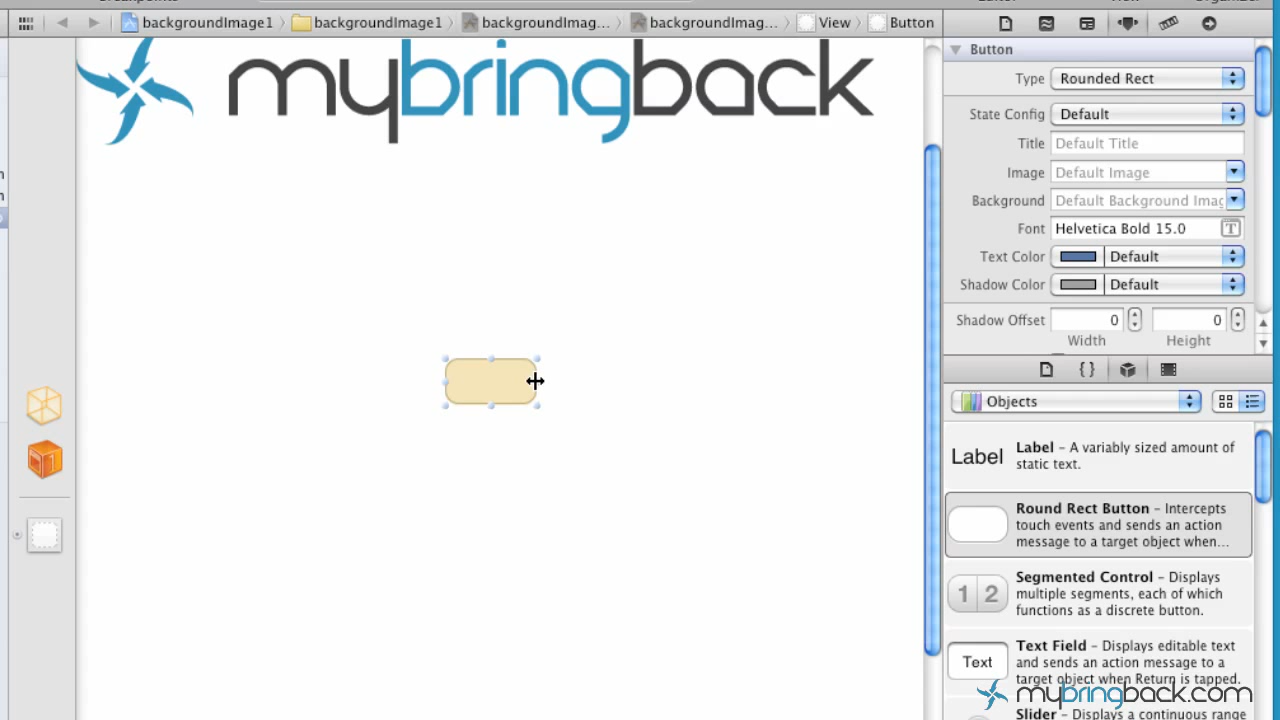 backgroundImage1 backgroundImage1 backgroundImag... backgroundImag... View Button
mybringback
Button
Type Rounded Rect
State Config Default
Title Default Title
Image Default Image
Background Default Background Imag
Font Helvetica Bold 15.0 T
Text Color Default
Shadow Color Default
Shadow Offset 0 0
Width Height
{ }
Objects
Label
Label – A variably sized amount of
static text.
Round Rect Button – Intercepts
touch events and sends an action
message to a target object when...
1 2
Segmented Control – Displays
multiple segments, each of which
functions as a discrete button.
Text
Text Field – Displays editable text
and sends an action message to a
target object when Return is tapped.
mybringback.com
Slider – Displays a continuous range